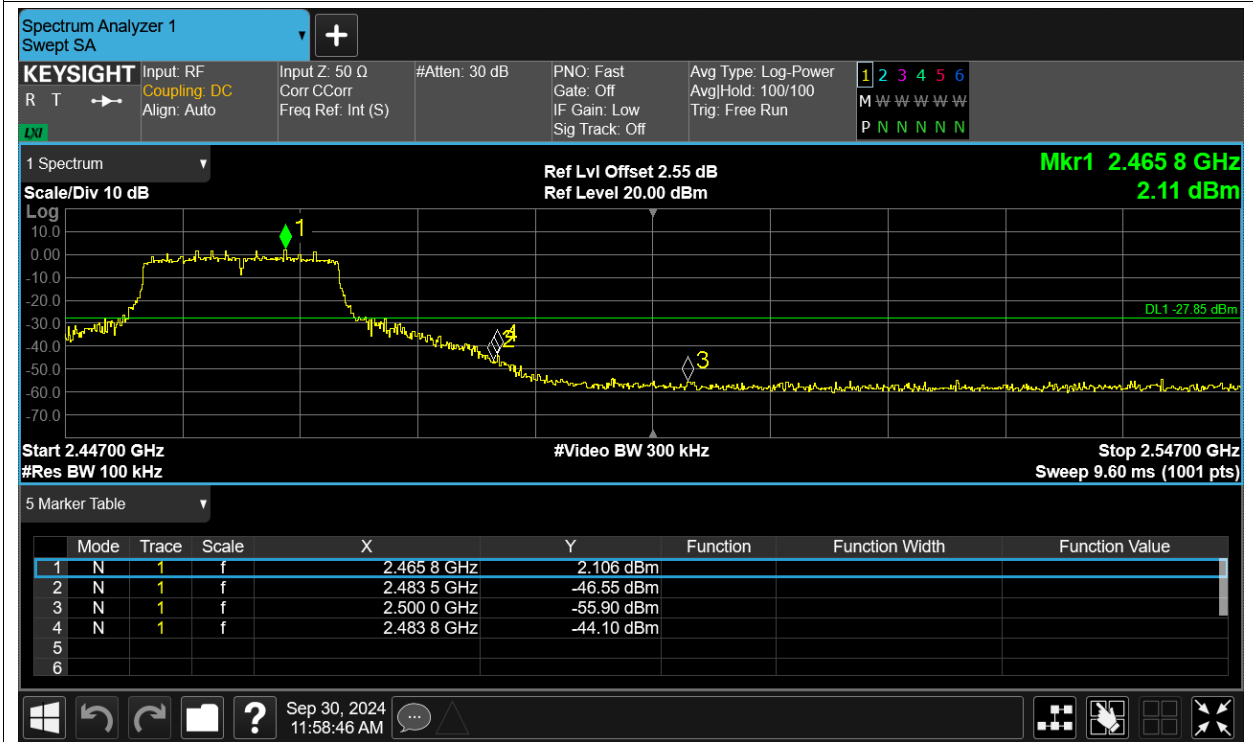 Spectrum Analyzer 1
Swept SA
KEYSIGHT Input: RF Input Z: 50 Ω #Atten: 30 dB PNO: Fast Avg Type: Log-Power 1 2 3 4 5 6
R T Coupling: DC Corr CCorr Gate: Off Avg|Hold: 100/100 M W W W W W
Align: Auto Freq Ref: Int (S) IF Gain: Low Trig: Free Run
LXI Sig Track: Off P N N N N N
1 Spectrum Ref Lvl Offset 2.55 dB Mkr1 2.465 8 GHz
Scale/Div 10 dB Ref Level 20.00 dBm 2.11 dBm
Log
10.0
0.00
-10.0
-20.0
-30.0
-40.0
-50.0
-60.0
-70.0
1
DL1 -27.85 dBm
2
4
3
Start 2.44700 GHz #Video BW 300 kHz Stop 2.54700 GHz
#Res BW 100 kHz Sweep 9.60 ms (1001 pts)
5 Marker Table
Mode Trace Scale X Y Function Function Width Function Value
1 N 1 f 2.465 8 GHz 2.106 dBm
2 N 1 f 2.483 5 GHz -46.55 dBm
3 N 1 f 2.500 0 GHz -55.90 dBm
4 N 1 f 2.483 8 GHz -44.10 dBm
5
6
? Sep 30, 2024
11:58:46 AM